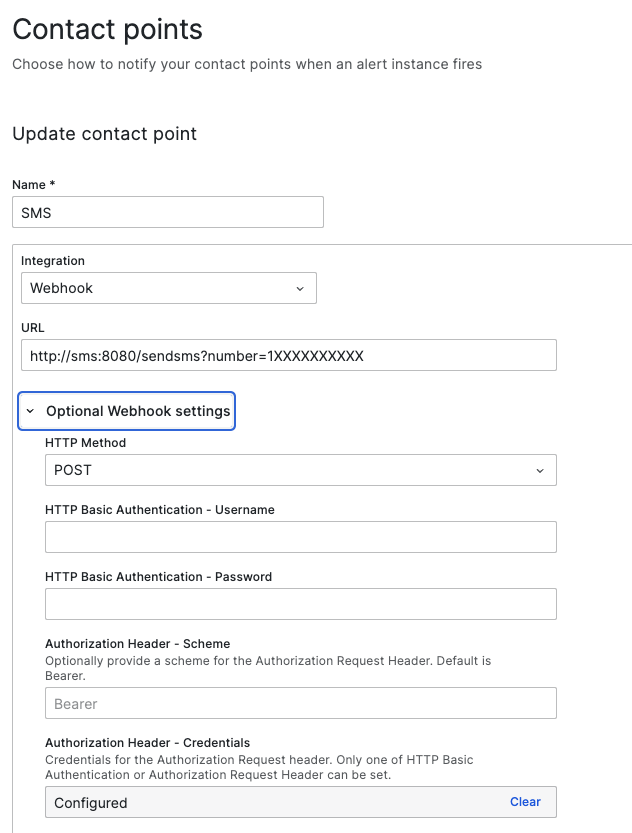 Contact points
Choose how to notify your contact points when an alert instance fires
Update contact point
Name *
SMS
Integration
Webhook
URL
http://sms:8080/sendsms?number=1XXXXXXXXXX
Optional Webhook settings
HTTP Method
POST
HTTP Basic Authentication - Username
HTTP Basic Authentication - Password
Authorization Header - Scheme
Optionally provide a scheme for the Authorization Request Header. Default is
Bearer.
Bearer
Authorization Header - Credentials
Credentials for the Authorization Request header. Only one of HTTP Basic
Authentication or Authorization Request Header can be set.
Configured Clear